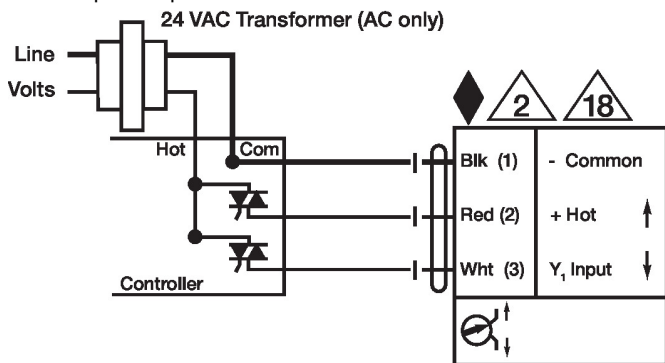 24 VAC Transformer (AC only)
Line
Volts
2
18
Hot
Com
Blk (1)
- Common
Red (2)
+ Hot
Wht (3)
Y₁ Input
Controller